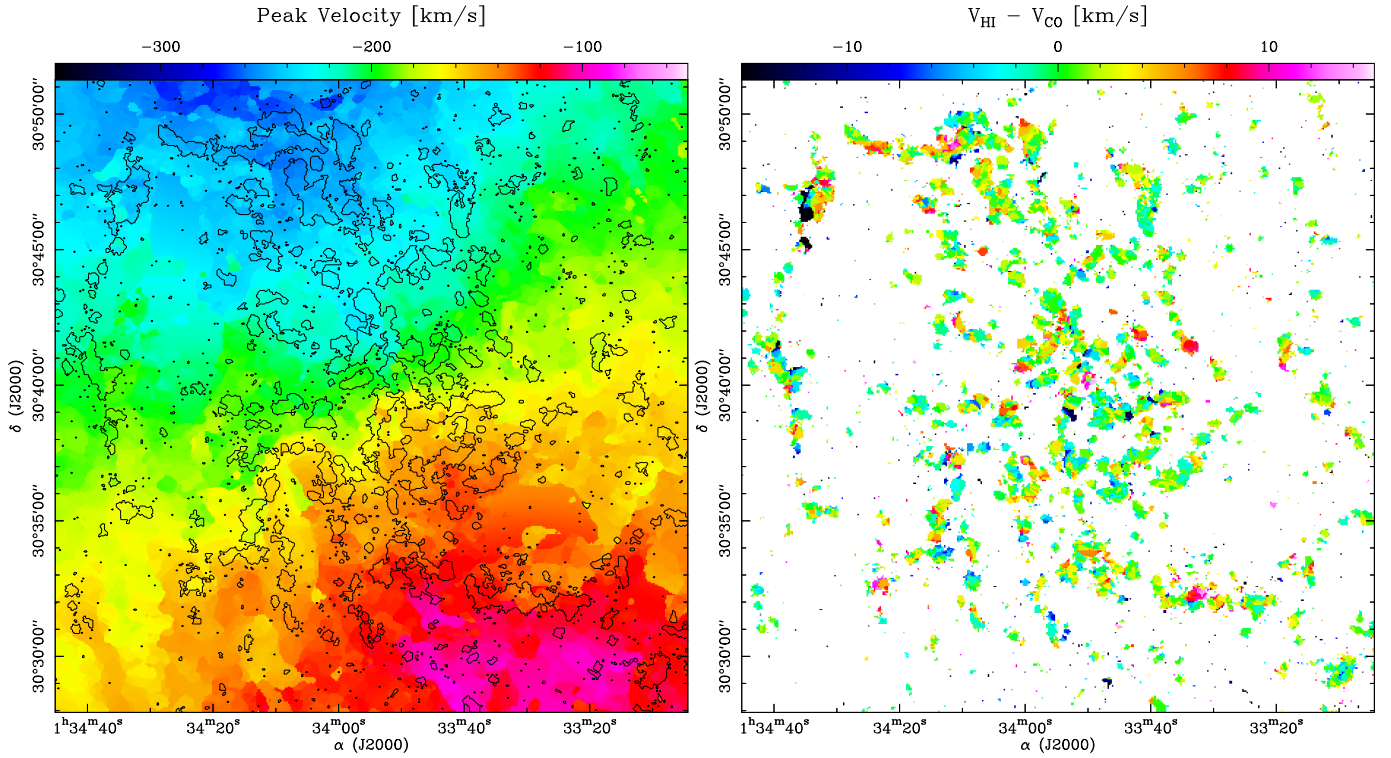 Peak Velocity [km/s]
−300 −200 −100
30°50′00″
30°45′00″
30°40′00″
30°35′00″
30°30′00″
δ (J2000)
1ʰ34ᵐ40ˢ 34ᵐ20ˢ 34ᵐ00ˢ 33ᵐ40ˢ 33ᵐ20ˢ
α (J2000)
V_HI − V_CO [km/s]
−10 0 10
30°50′00″
30°45′00″
30°40′00″
30°35′00″
30°30′00″
δ (J2000)
1ʰ34ᵐ40ˢ 34ᵐ20ˢ 34ᵐ00ˢ 33ᵐ40ˢ 33ᵐ20ˢ
α (J2000)